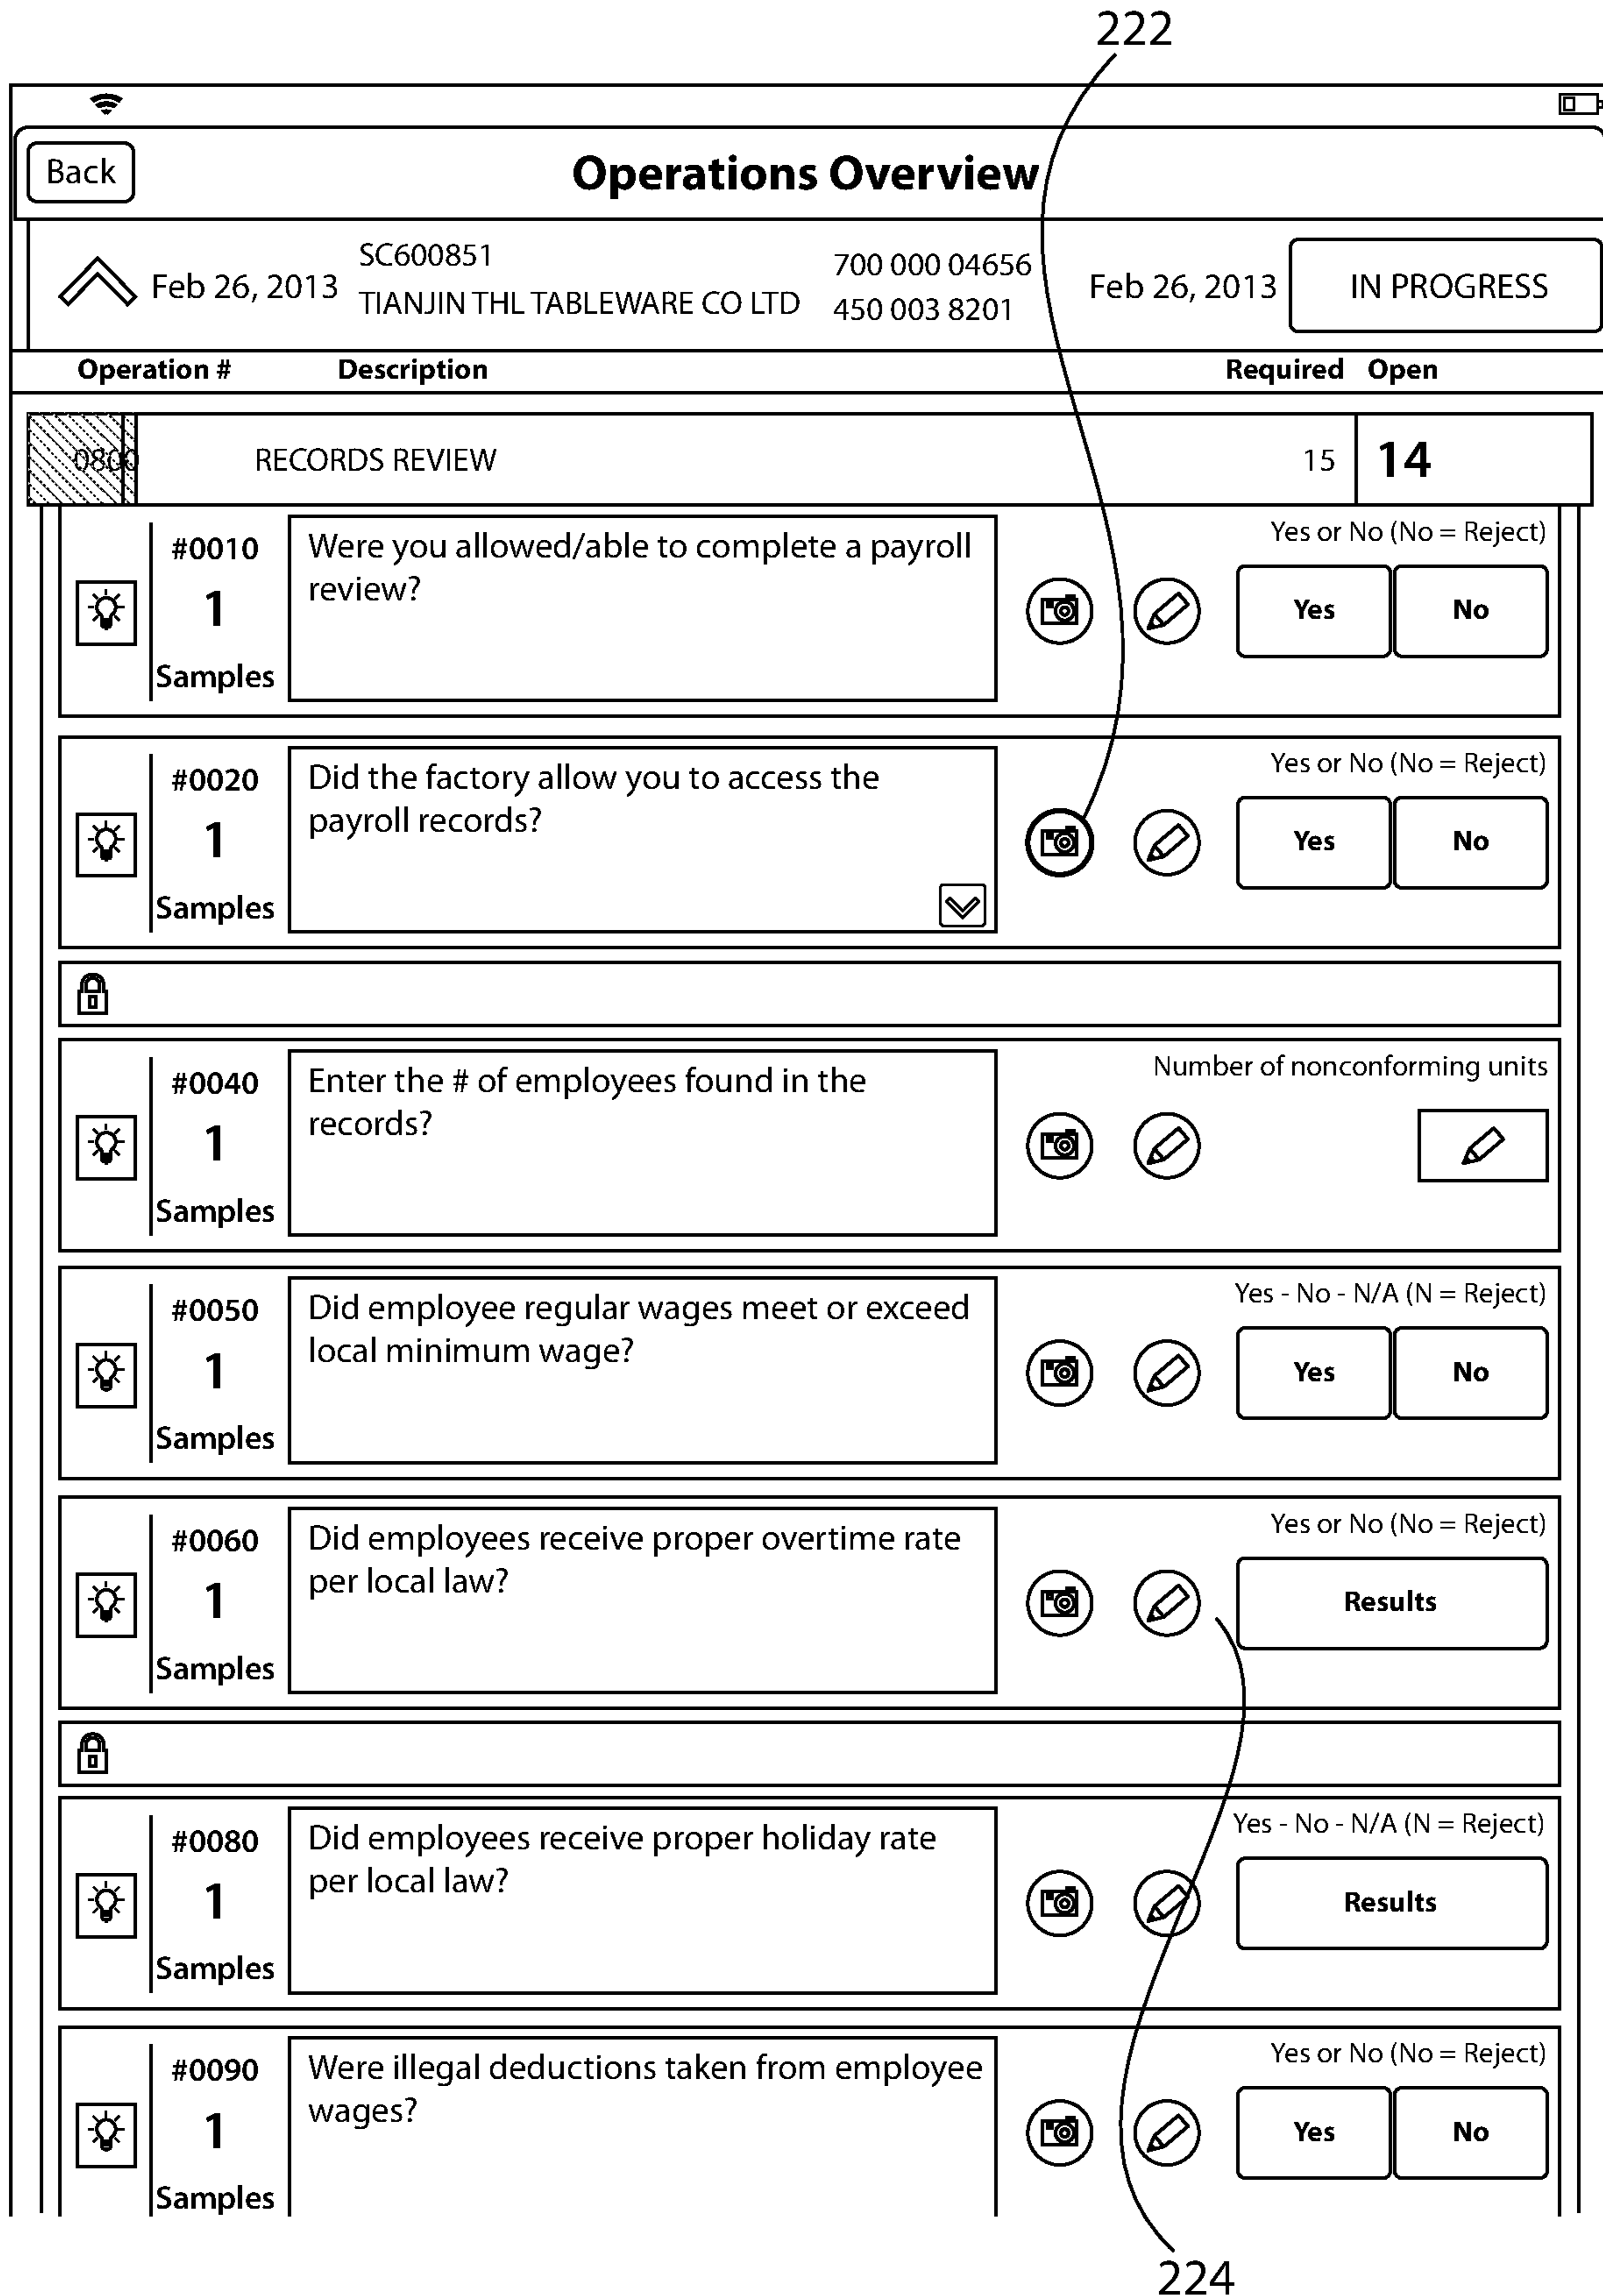 222
Back
Operations Overview
Feb 26, 2013
SC600851
TIANJIN THL TABLEWARE CO LTD
700 000 04656
450 003 8201
Feb 26, 2013
IN PROGRESS
Operation # Description Required Open
0800 RECORDS REVIEW 15 14
#0010
1
Samples
Were you allowed/able to complete a payroll
review?
Yes or No (No = Reject)
Yes No
#0020
1
Samples
Did the factory allow you to access the
payroll records?
Yes or No (No = Reject)
Yes No
#0040
1
Samples
Enter the # of employees found in the
records?
Number of nonconforming units
#0050
1
Samples
Did employee regular wages meet or exceed
local minimum wage?
Yes - No - N/A (N = Reject)
Yes No
#0060
1
Samples
Did employees receive proper overtime rate
per local law?
Yes or No (No = Reject)
Results
#0080
1
Samples
Did employees receive proper holiday rate
per local law?
Yes - No - N/A (N = Reject)
Results
#0090
1
Samples
Were illegal deductions taken from employee
wages?
Yes or No (No = Reject)
Yes No
224